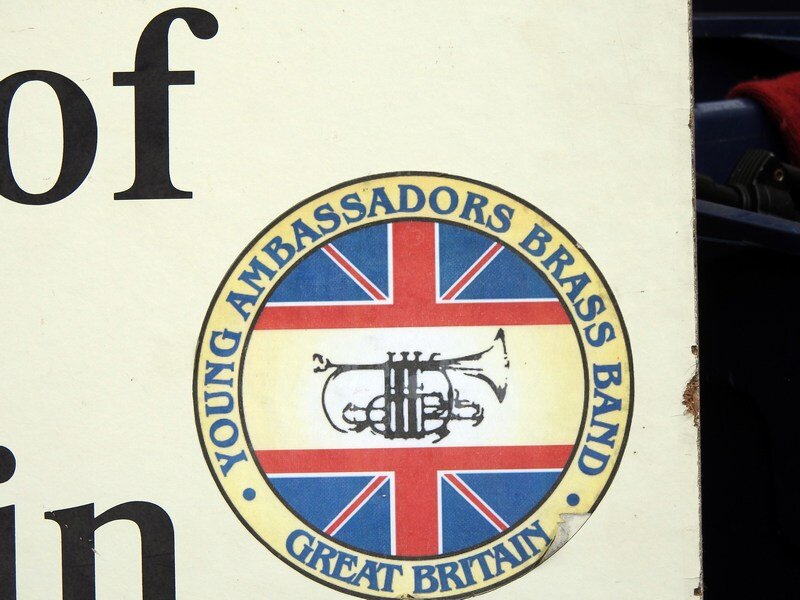 of
YOUNG AMBASSADORS BRASS BAND
GREAT BRITAIN
in